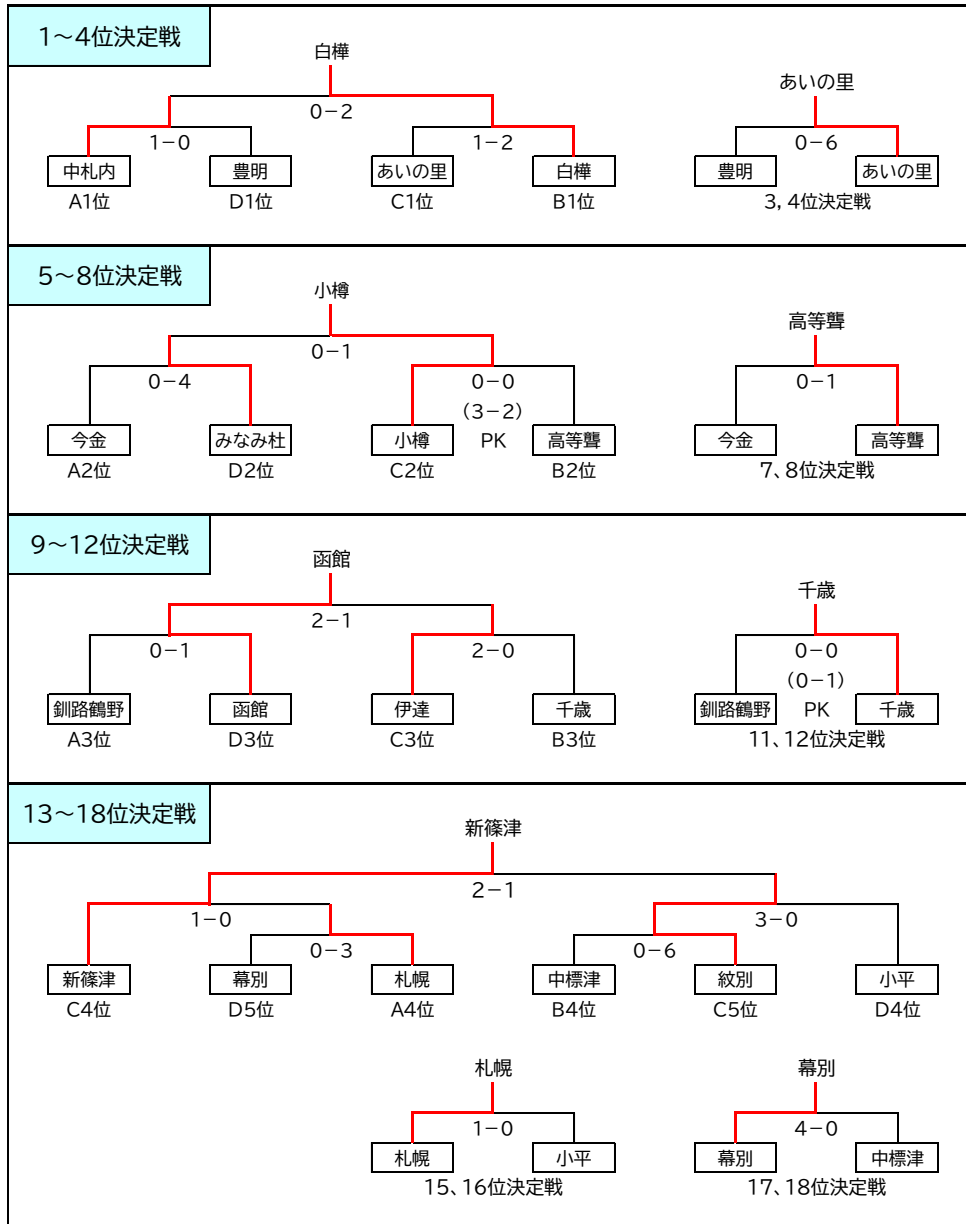 1～4位決定戦
白樺
あいの里
0−2
1−0
1−2
0−6
中札内
豊明
あいの里
白樺
豊明
あいの里
A1位
D1位
C1位
B1位
3, 4位決定戦
5～8位決定戦
小樽
高等聾
0−1
0−4
0−0
0−1
(3−2)
今金
みなみ杜
小樽
PK
高等聾
今金
高等聾
A2位
D2位
C2位
B2位
7、8位決定戦
9～12位決定戦
函館
千歳
2−1
0−1
2−0
0−0
(0−1)
釧路鶴野
函館
伊達
千歳
釧路鶴野
PK
千歳
A3位
D3位
C3位
B3位
11、12位決定戦
13～18位決定戦
新篠津
2−1
1−0
3−0
0−3
0−6
新篠津
幕別
札幌
中標津
紋別
小平
C4位
D5位
A4位
B4位
C5位
D4位
札幌
幕別
1−0
4−0
札幌
小平
幕別
中標津
15、16位決定戦
17、18位決定戦